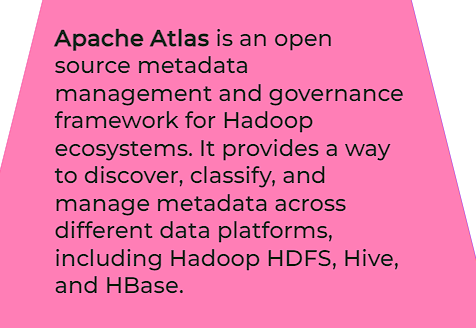 Apache Atlas is an open
source metadata
management and governance
framework for Hadoop
ecosystems. It provides a way
to discover, classify, and
manage metadata across
different data platforms,
including Hadoop HDFS, Hive,
and HBase.